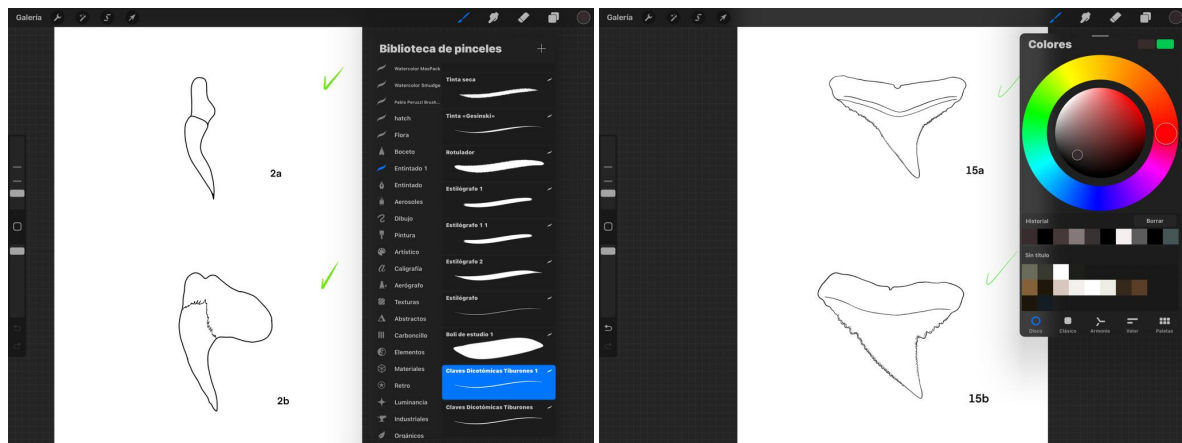 Galería
Biblioteca de pinceles
Watercolor MaxPack
Watercolor Smudge
Pablo Peruzzi Brush...
hatch
Flora
Boceto
Entintado 1
Entintado
Aerosoles
Dibujo
Pintura
Artístico
Caligrafía
Aerógrafo
Texturas
Abstractos
Carboncillo
Elementos
Materiales
Retro
Luminancia
Industriales
Orgánicos
Tinta seca
Tinta «Gesinski»
Rotulador
Estilógrafo 1
Estilógrafo 1 1
Estilógrafo 2
Estilógrafo
Boli de estudio 1
Claves Dicotómicas Tiburones 1
Claves Dicotómicas Tiburones
2a
2b
Galería
Colores
Historial
Borrar
Sin título
Disco
Clásico
Armonía
Valor
Paletas
15a
15b